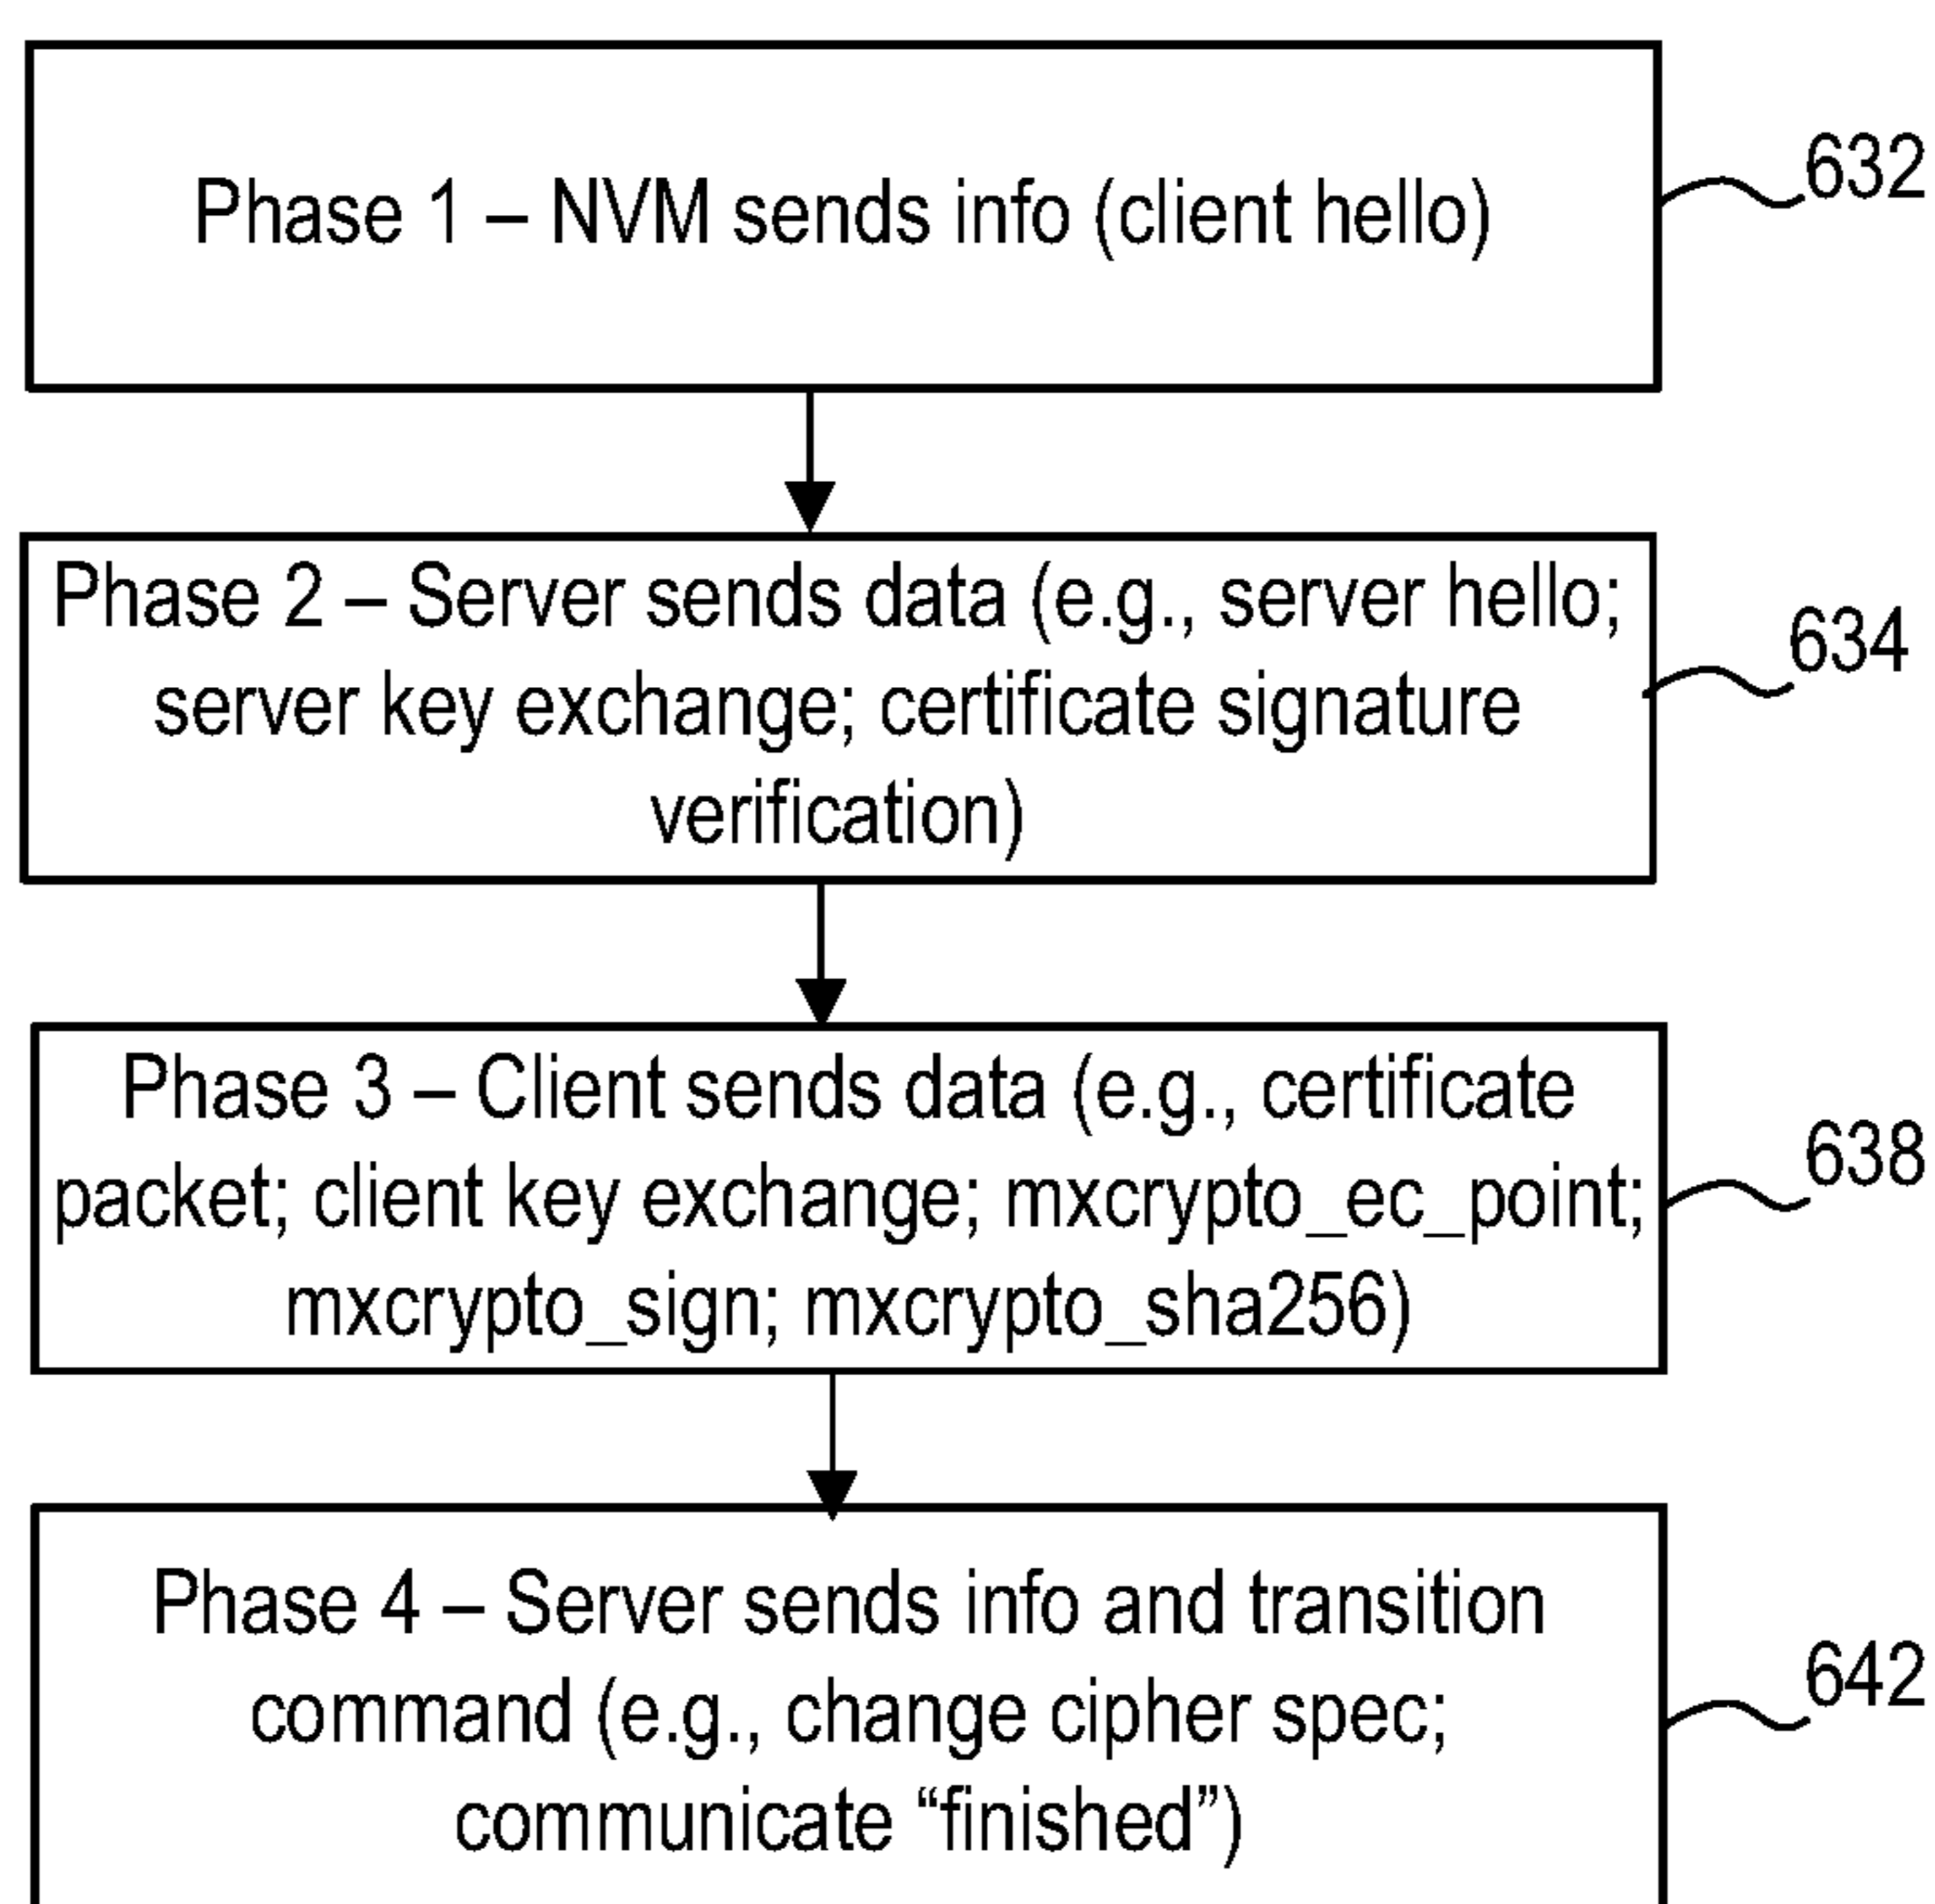 Phase 1 – NVM sends info (client hello)
632
Phase 2 – Server sends data (e.g., server hello;
server key exchange; certificate signature
verification)
634
Phase 3 – Client sends data (e.g., certificate
packet; client key exchange; mxcrypto_ec_point;
mxcrypto_sign; mxcrypto_sha256)
638
Phase 4 – Server sends info and transition
command (e.g., change cipher spec;
communicate “finished”)
642